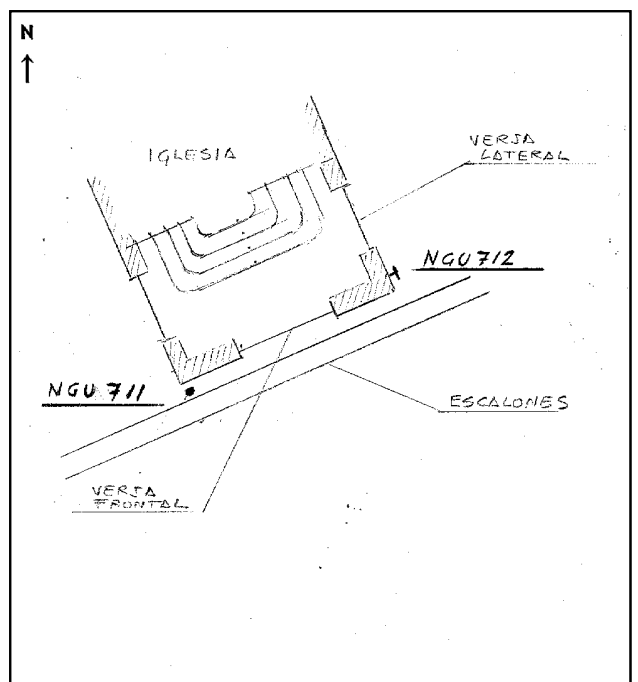 N
IGLESIA
VERJA
LATERAL
NGU 712
NGU 711
ESCALONES
VERJA
FRONTAL